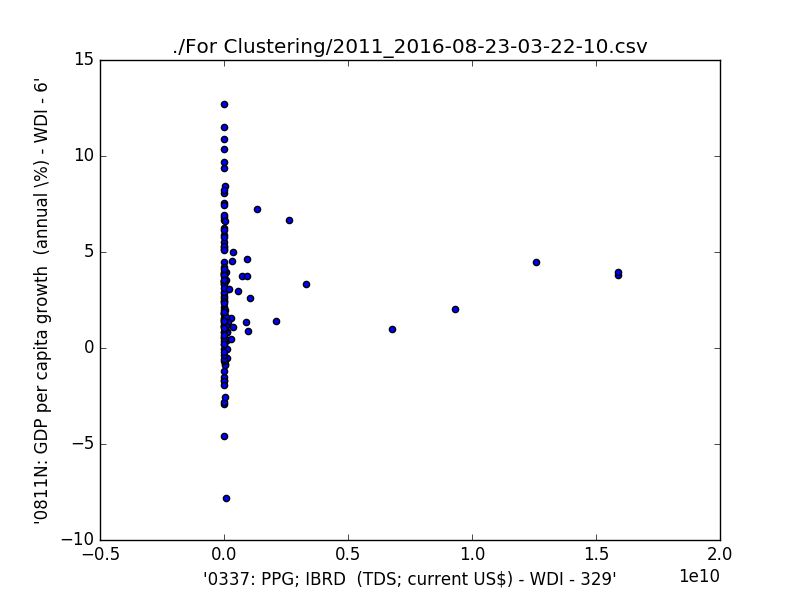 ./For Clustering/2011_2016-08-23-03-22-10.csv
'0811N: GDP per capita growth  (annual \%) - WDI - 6'
15
10
5
0
−5
−10
−0.5 0.0 0.5 1.0 1.5 2.0
1e10
'0337: PPG; IBRD  (TDS; current US$) - WDI - 329'